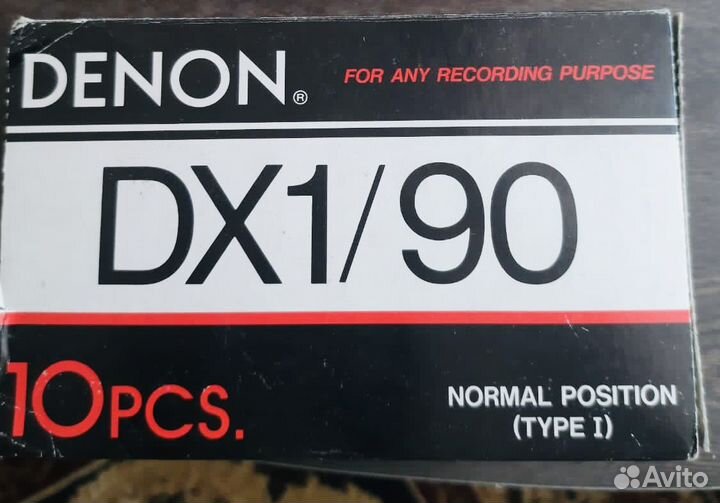 DENON®
FOR ANY RECORDING PURPOSE
DX1/90
10PCS.
NORMAL POSITION
(TYPE I)
Avito